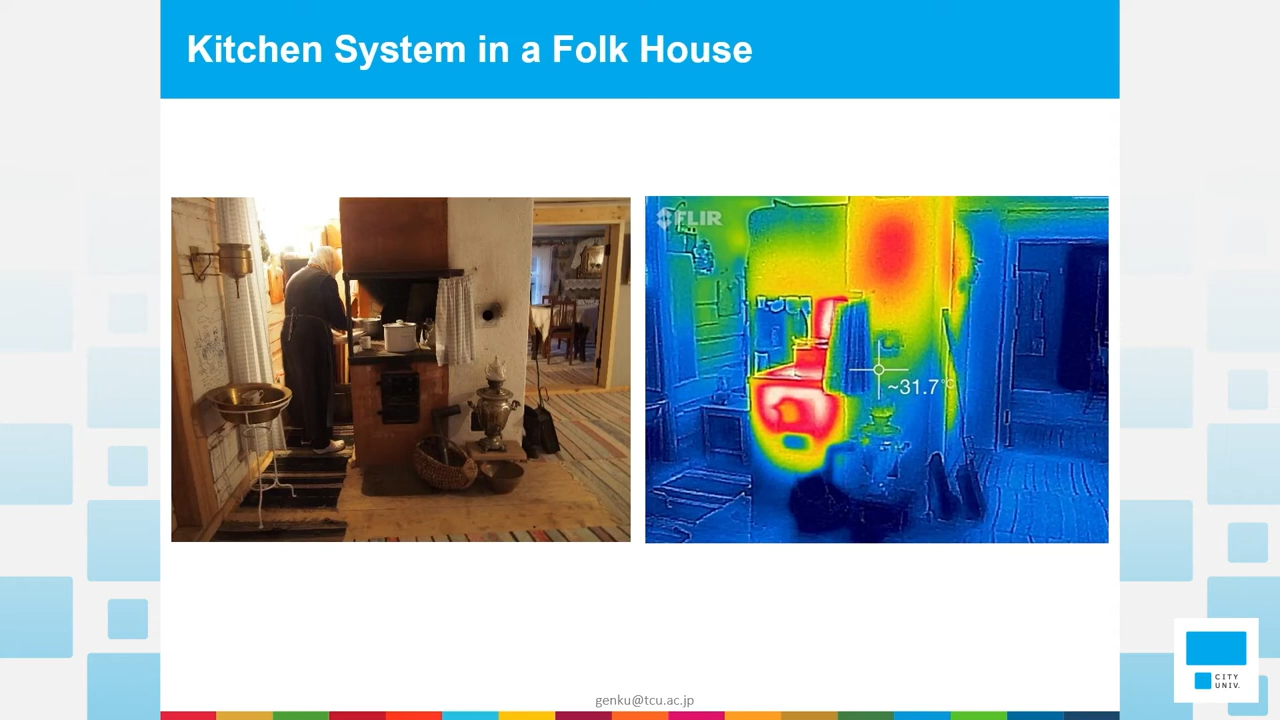 Kitchen System in a Folk House
FLIR
~31.7°C
genku@tcu.ac.jp
CITY
UNIV.